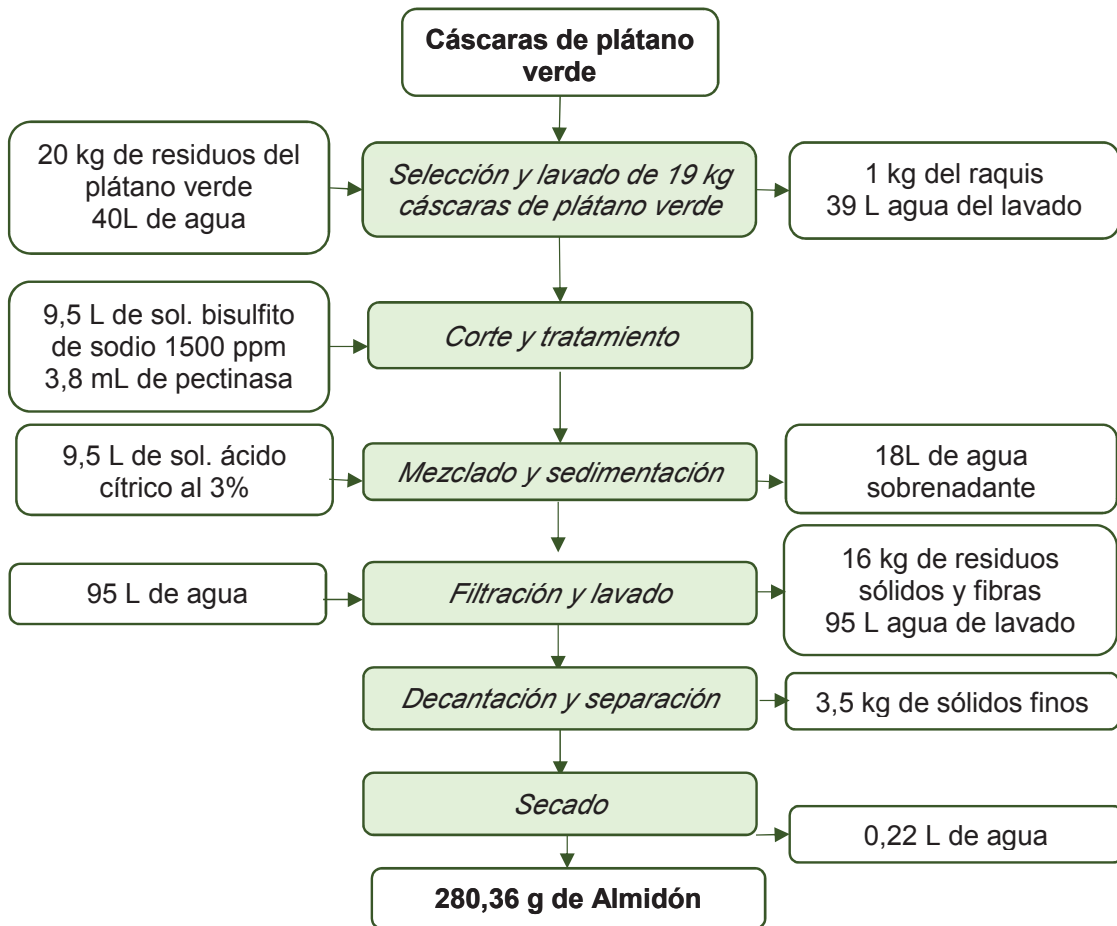 Cáscaras de plátano
verde
20 kg de residuos del
plátano verde
40L de agua
Selección y lavado de 19 kg
cáscaras de plátano verde
1 kg del raquis
39 L agua del lavado
9,5 L de sol. bisulfito
de sodio 1500 ppm
3,8 mL de pectinasa
Corte y tratamiento
9,5 L de sol. ácido
cítrico al 3%
Mezclado y sedimentación
18L de agua
sobrenadante
95 L de agua
Filtración y lavado
16 kg de residuos
sólidos y fibras
95 L agua de lavado
Decantación y separación
3,5 kg de sólidos finos
Secado
0,22 L de agua
280,36 g de Almidón